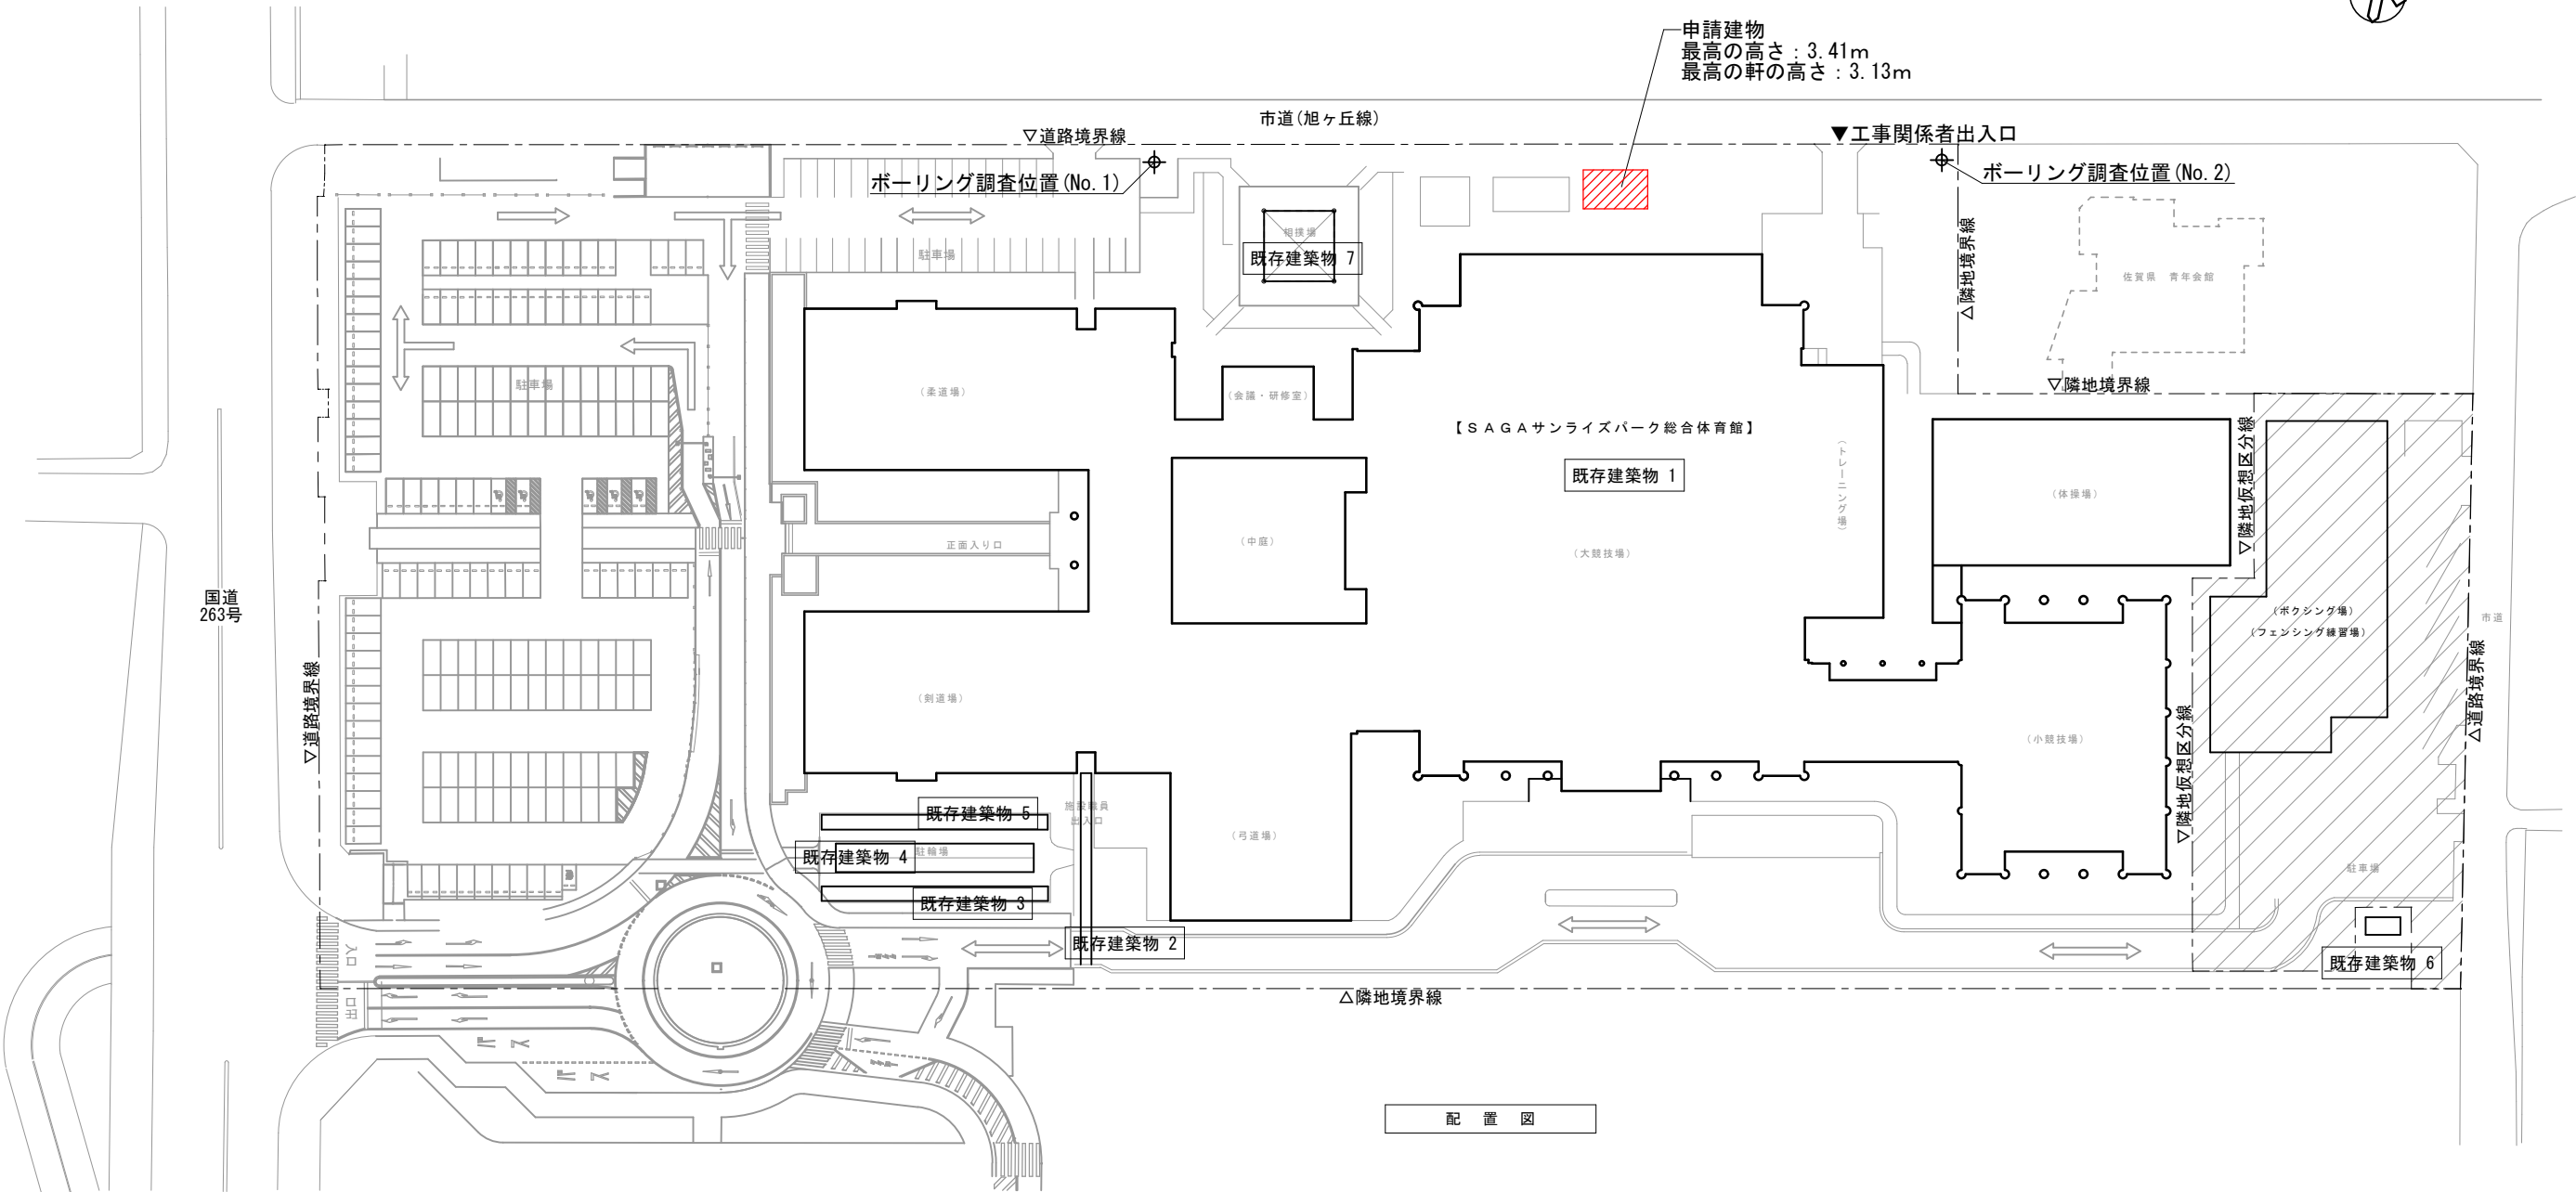 申請建物
最高の高さ：3.41m
最高の軒の高さ：3.13m
市道(旭ヶ丘線)
▽道路境界線
▼工事関係者出入口
ボーリング調査位置(No.1)
ボーリング調査位置(No.2)
相撲場
既存建築物 7
駐車場
△隣地境界線
佐賀県 青年会館
駐車場
▽隣地境界線
(柔道場)
(会議・研修室)
【SAGAサンライズパーク総合体育館】
既存建築物 1
(トレーニング場)
(体操場)
▽隣地仮想区分線
正面入り口
(中庭)
(大競技場)
国道
263号
(ボクシング場)
(フェンシング練習場)
市道
▽道路境界線
(剣道場)
(小競技場)
▽隣地仮想区分線
△道路境界線
既存建築物 5
施設職員
出入口
(弓道場)
既存建築物 4
駐輪場
駐車場
既存建築物 3
既存建築物 2
既存建築物 6
入口
出口
△隣地境界線
配 置 図